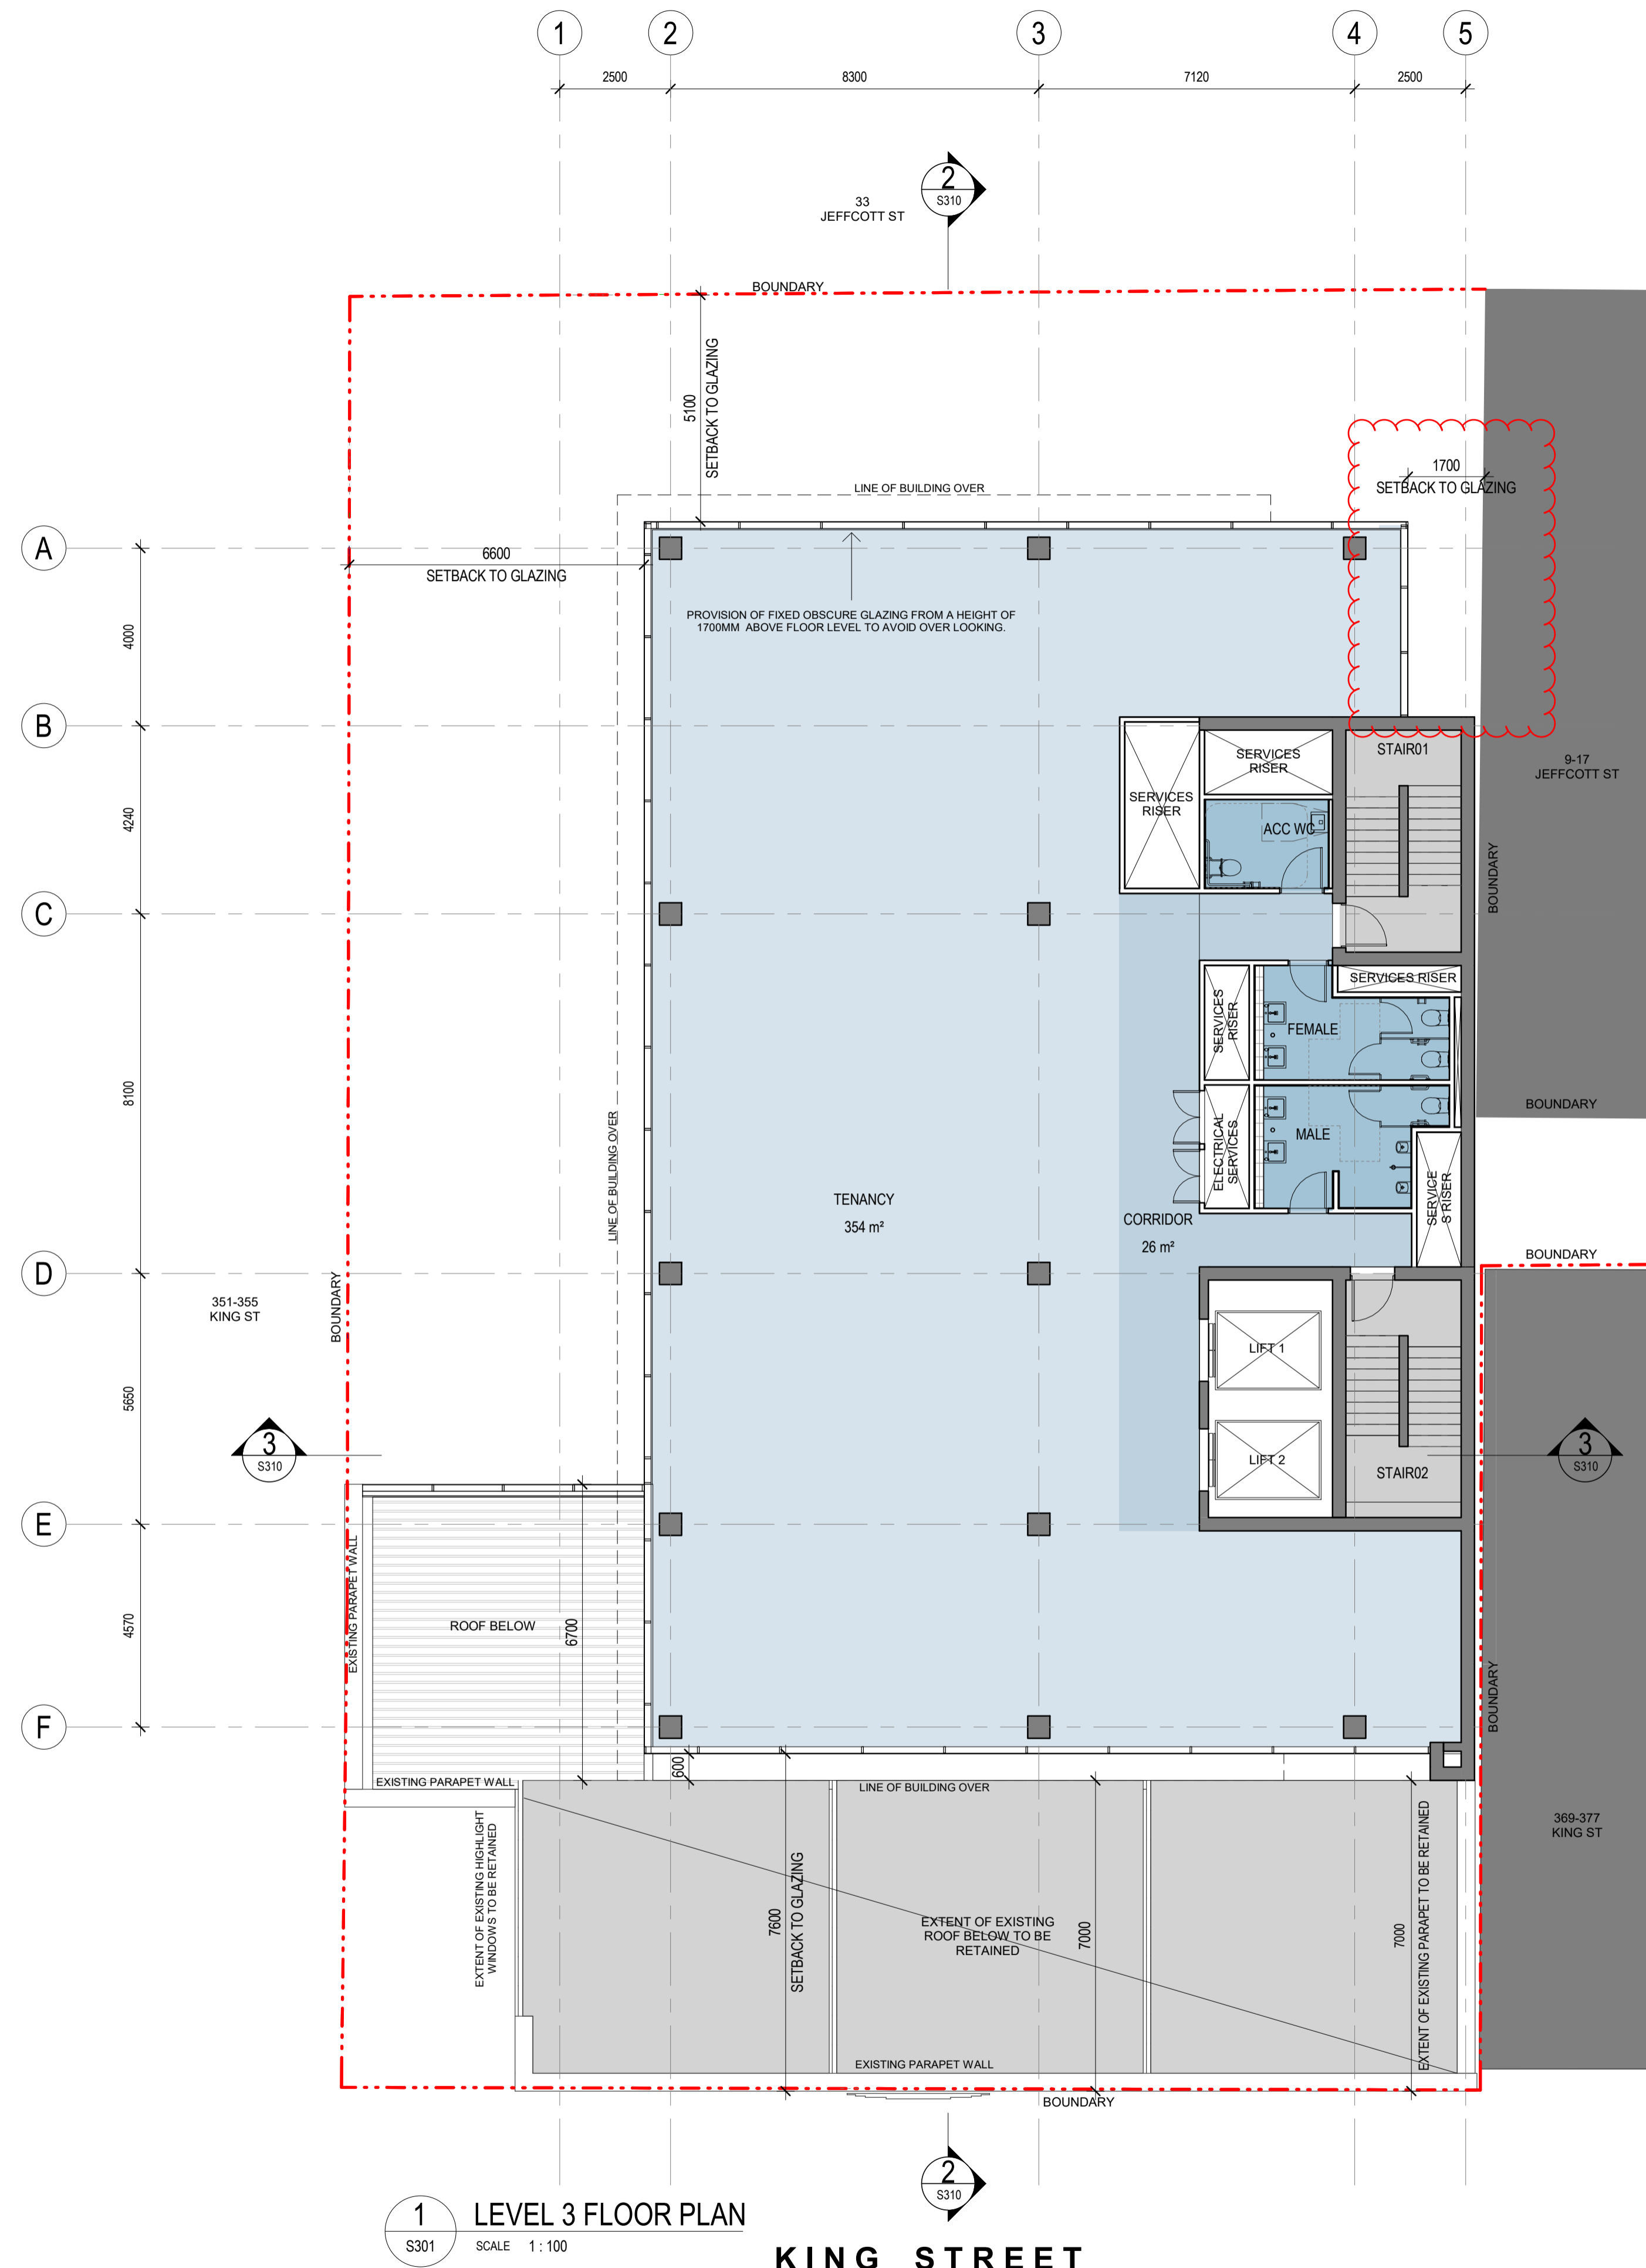 1
2
3
4
5
2500
8300
7120
2500
2
S310
33
JEFFCOTT ST
BOUNDARY
5100
SETBACK TO GLAZING
1700
SETBACK TO GLAZING
LINE OF BUILDING OVER
A
6600
SETBACK TO GLAZING
PROVISION OF FIXED OBSCURE GLAZING FROM A HEIGHT OF
1700MM ABOVE FLOOR LEVEL TO AVOID OVER LOOKING.
4000
B
STAIR01
SERVICES
RISER
9-17
JEFFCOTT ST
SERVICES
RISER
4240
ACC WC
BOUNDARY
C
SERVICES RISER
SERVICES
RISER
FEMALE
8100
BOUNDARY
MALE
ELECTRICAL
SERVICES
LINE OF BUILDING OVER
TENANCY
354 m²
SERVICE
S RISER
CORRIDOR
26 m²
BOUNDARY
D
351-355
KING ST
BOUNDARY
LIFT 1
5650
3
S310
LIFT 2
STAIR02
3
S310
E
EXISTING PARAPET WALL
ROOF BELOW
6700
4570
BOUNDARY
F
600
EXISTING PARAPET WALL
LINE OF BUILDING OVER
EXTENT OF EXISTING HIGHLIGHT
WINDOWS TO BE RETAINED
369-377
KING ST
7600
SETBACK TO GLAZING
EXTENT OF EXISTING
ROOF BELOW TO BE
RETAINED
7000
7000
EXTENT OF EXISTING PARAPET TO BE RETAINED
EXISTING PARAPET WALL
BOUNDARY
2
S310
1
S301
LEVEL 3 FLOOR PLAN
SCALE 1 : 100
KING STREET